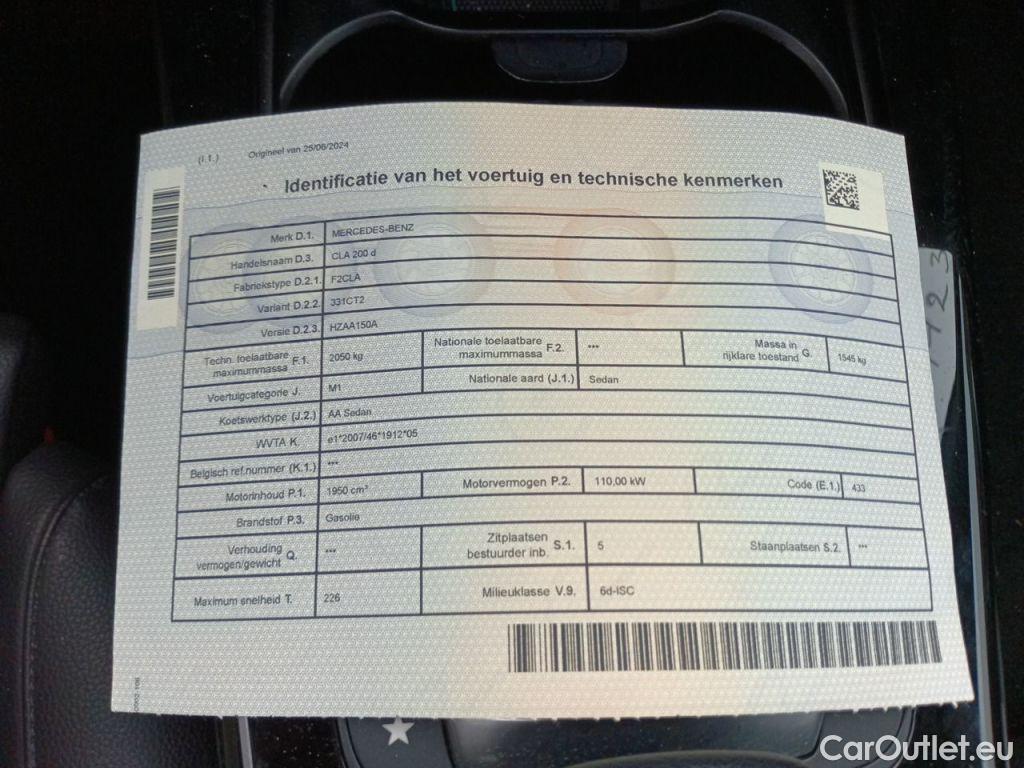 (I.1.) Origineel van 25/06/2024
Identificatie van het voertuig en technische kenmerken
Merk D.1. MERCEDES-BENZ
Handelsnaam D.3. CLA 200 d
Fabriekstype D.2.1. F2CLA
Variant D.2.2. 331CT2
Versie D.2.3. HZAA150A
Techn. toelaatbare maximummassa F.1. 2050 kg Nationale toelaatbare maximummassa F.2. *** Massa in rijklare toestand G. 1545 kg
Voertuigcategorie J. M1 Nationale aard (J.1.) Sedan
Koetswerktype (J.2.) AA Sedan
WVTA K. e1*2007/46*1912*05
Belgisch ref.nummer (K.1.) ***
Motorinhoud P.1. 1950 cm³ Motorvermogen P.2. 110,00 kW Code (E.1.) 433
Brandstof P.3. Gasolie
Verhouding vermogen/gewicht Q. *** Zitplaatsen bestuurder inb. S.1. 5 Staanplaatsen S.2. ***
Maximum snelheid T. 226 Milieuklasse V.9. 6d-ISC
CarOutlet.eu